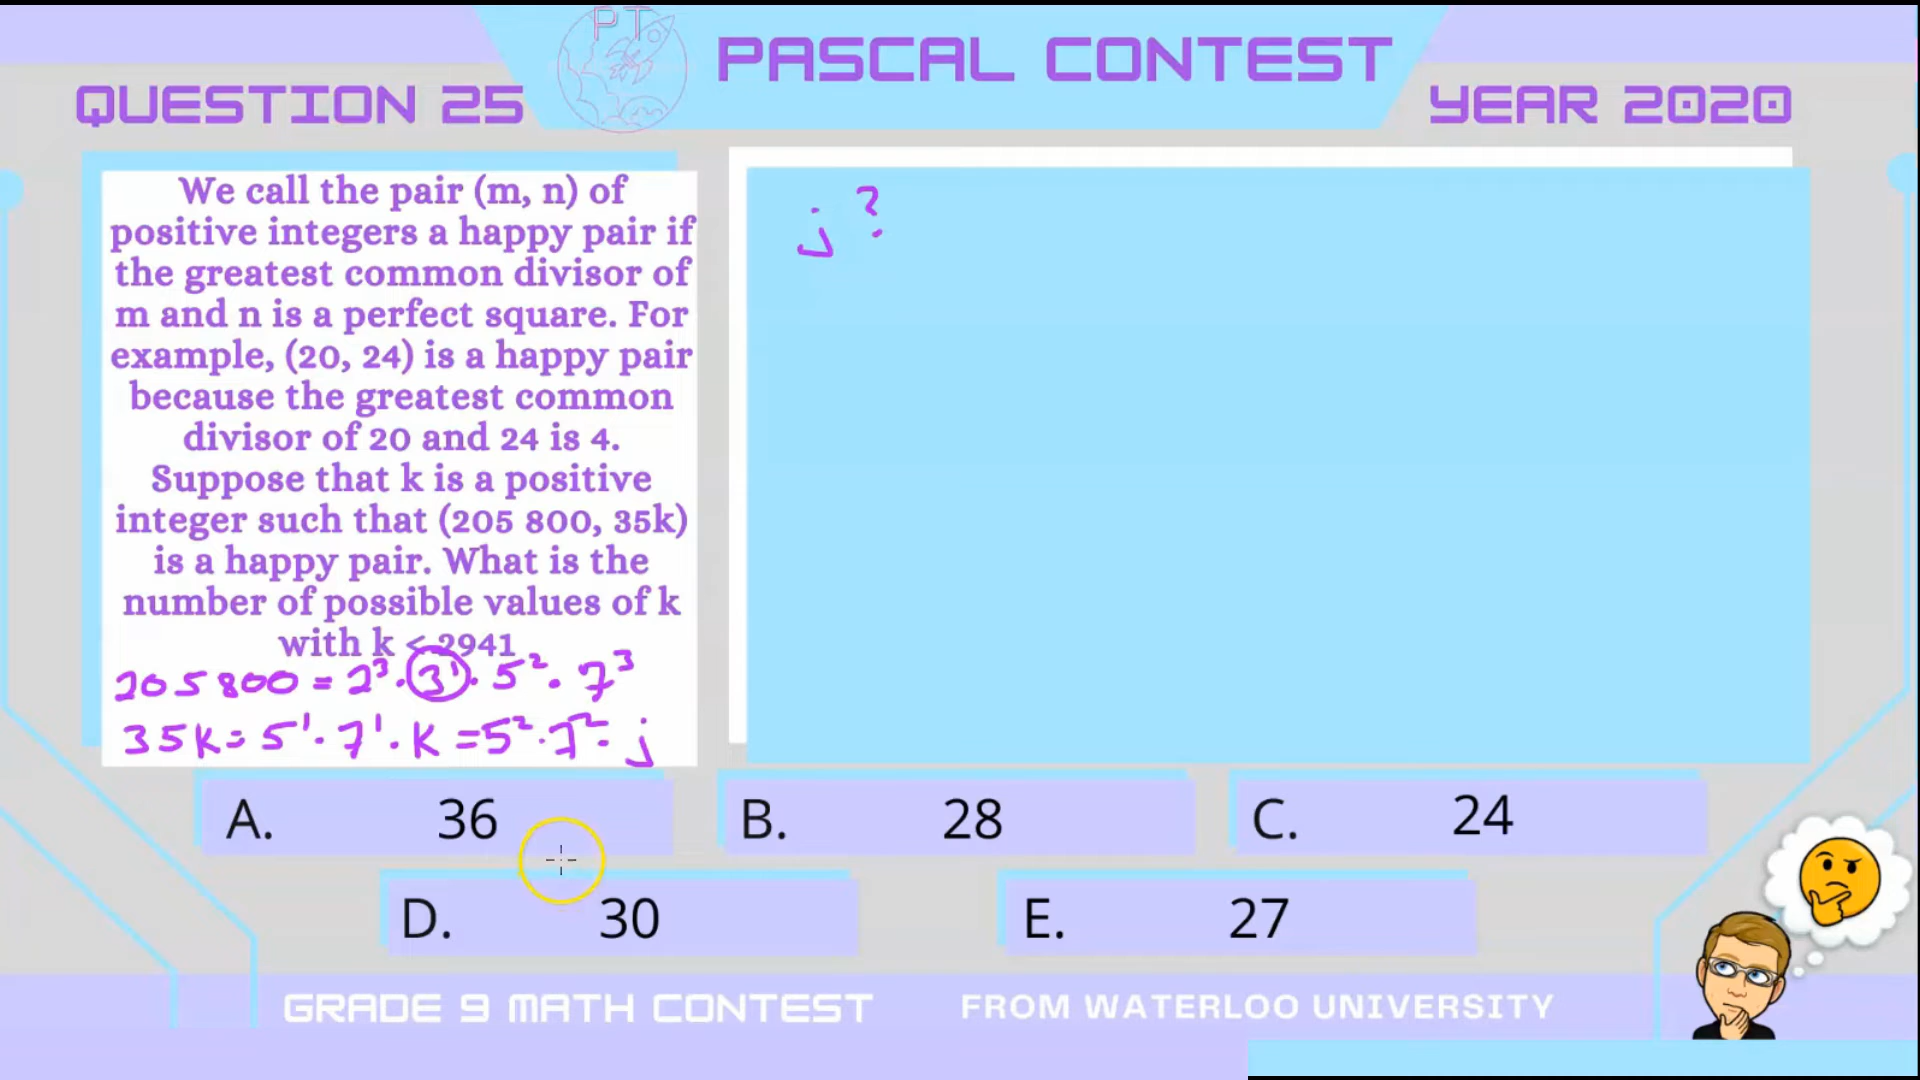 PT
PASCAL CONTEST
QUESTION 25
YEAR 2020
We call the pair (m, n) of
positive integers a happy pair if
the greatest common divisor of
m and n is a perfect square. For
example, (20, 24) is a happy pair
because the greatest common
divisor of 20 and 24 is 4.
Suppose that k is a positive
integer such that (205 800, 35k)
is a happy pair. What is the
number of possible values of k
with k < 2941
205800 = 2³ · 3¹ · 5² · 7³
35k = 5¹ · 7¹ · k = 5² · 7² · j
j ?
A. 36
B. 28
C. 24
D. 30
E. 27
GRADE 9 MATH CONTEST
FROM WATERLOO UNIVERSITY